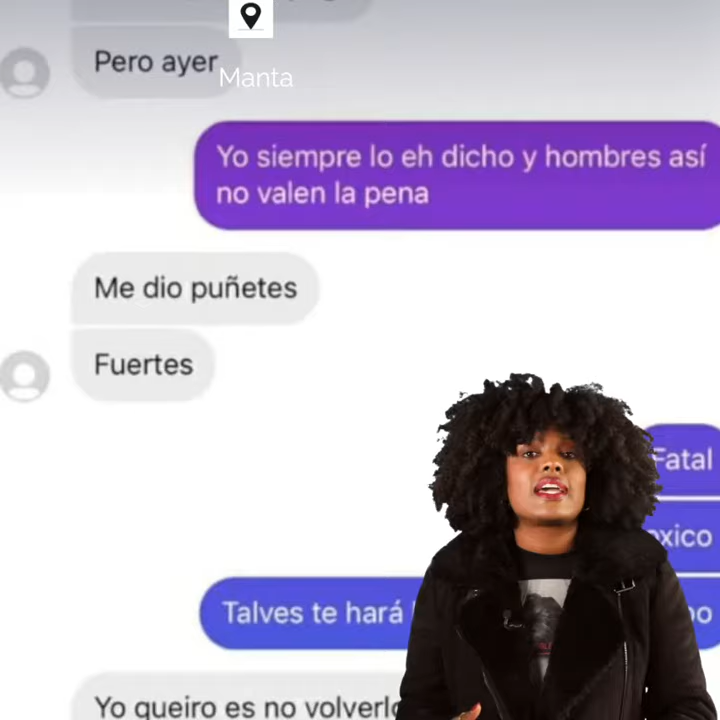 Pero ayer
Manta
Yo siempre lo eh dicho y hombres así
no valen la pena
Me dio puñetes
Fuertes
Fatal
Talves te hará
Yo queiro es no